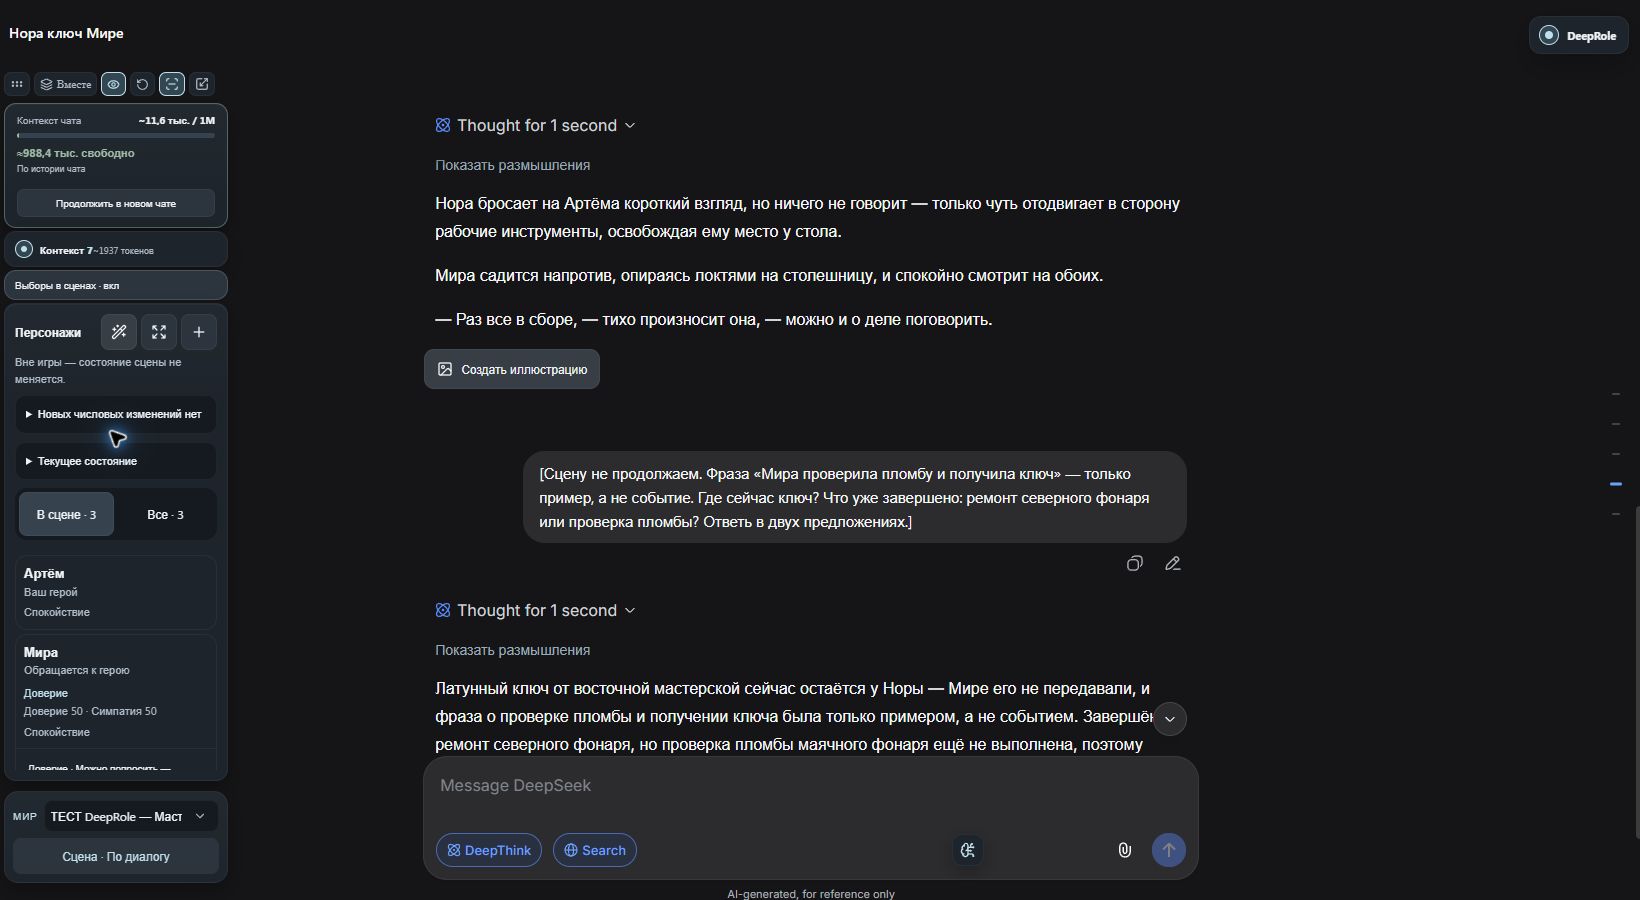 Нора ключ Мире
DeepRole
Вместе
Контекст чата ~11,6 тыс. / 1M
≈988,4 тыс. свободно
По истории чата
Продолжить в новом чате
Контекст 7~1937 токенов
Выборы в сценах · вкл
Персонажи
Вне игры — состояние сцены не
меняется.
Новых числовых изменений нет
Текущее состояние
В сцене · 3 Все · 3
Артём
Ваш герой
Спокойствие
Мира
Обращается к герою
Доверие
Доверие 50 · Симпатия 50
Спокойствие
Доверие · Можно попросить —
МИР ТЕСТ DeepRole — Маст
Сцена · По диалогу
Thought for 1 second
Показать размышления
Нора бросает на Артёма короткий взгляд, но ничего не говорит — только чуть отодвигает в сторону
рабочие инструменты, освобождая ему место у стола.
Мира садится напротив, опираясь локтями на столешницу, и спокойно смотрит на обоих.
— Раз все в сборе, — тихо произносит она, — можно и о деле поговорить.
Создать иллюстрацию
[Сцену не продолжаем. Фраза «Мира проверила пломбу и получила ключ» — только
пример, а не событие. Где сейчас ключ? Что уже завершено: ремонт северного фонаря
или проверка пломбы? Ответь в двух предложениях.]
Thought for 1 second
Показать размышления
Латунный ключ от восточной мастерской сейчас остаётся у Норы — Мире его не передавали, и
фраза о проверке пломбы и получении ключа была только примером, а не событием. Завершён
ремонт северного фонаря, но проверка пломбы маячного фонаря ещё не выполнена, поэтому
Message DeepSeek
DeepThink Search
AI-generated, for reference only